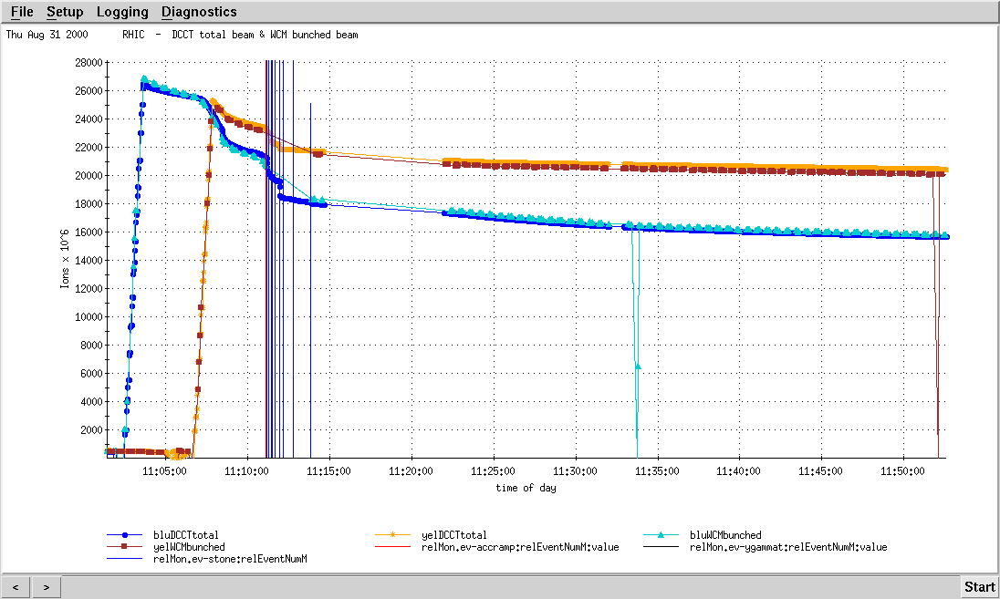 File Setup Logging Diagnostics
Thu Aug 31 2000 RHIC - DCCT total beam & WCM bunched beam
28000
26000
24000
22000
20000
18000
16000
14000
12000
10000
8000
6000
4000
2000
Ions x 10^6
11:05:00 11:10:00 11:15:00 11:20:00 11:25:00 11:30:00 11:35:00 11:40:00 11:45:00 11:50:00
time of day
bluDCCTtotal yelDCCTtotal bluWCMbunched
yelWCMbunched relMon.ev-accramp:relEventNumM:value relMon.ev-ygammat:relEventNumM:value
relMon.ev-stone:relEventNumM
< > Start